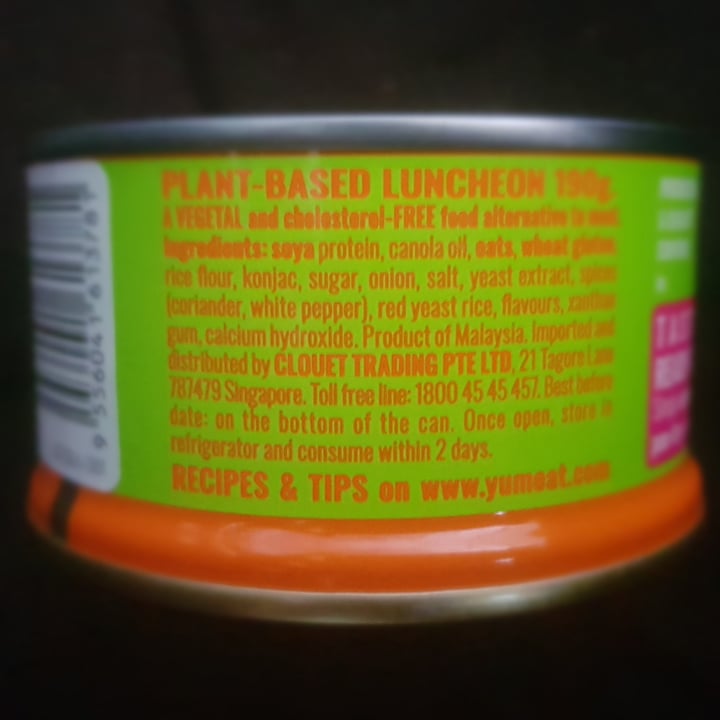 PLANT-BASED LUNCHEON 190g.
A VEGETAL and cholesterol-FREE food alternative to meat.
Ingredients: soya protein, canola oil, oats, wheat gluten,
rice flour, konjac, sugar, onion, salt, yeast extract, spices
(coriander, white pepper), red yeast rice, flavours, xanthan
gum, calcium hydroxide. Product of Malaysia. Imported and
distributed by CLOUET TRADING PTE LTD, 21 Tagore Lane
787479 Singapore. Toll free line: 1800 45 45 457. Best before
date: on the bottom of the can. Once open, store in
refrigerator and consume within 2 days.
RECIPES & TIPS on www.yumeat.com